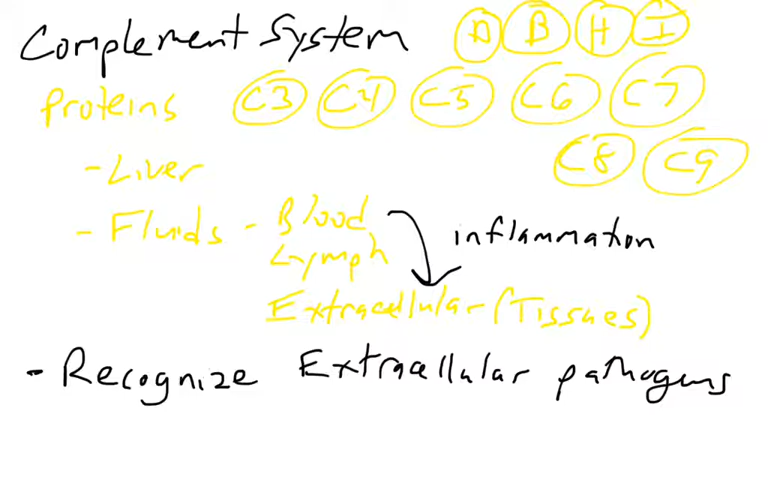 Complement System D B H I
Proteins C3 C4 C5 C6 C7
C8 C9
- Liver
- Fluids - Blood
Lymph
inflammation
Extracellular (Tissues)
- Recognize Extracellular pathogens